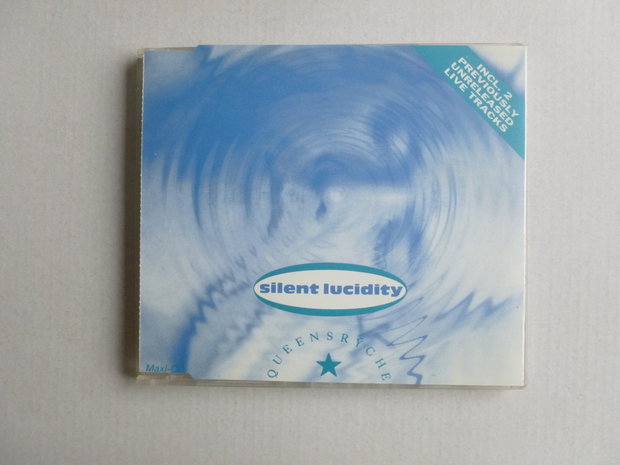 INCL. 2
PREVIOUSLY
UNRELEASED
LIVE TRACKS
silent lucidity
QUEENSRŸCHE
Maxi-